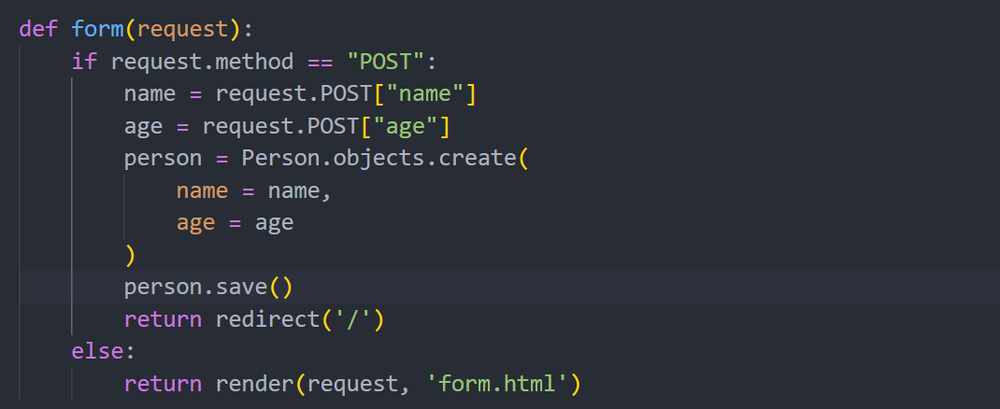 def form(request):
    if request.method == "POST":
        name = request.POST["name"]
        age = request.POST["age"]
        person = Person.objects.create(
            name = name,
            age = age
        )
        person.save()
        return redirect('/')
    else:
        return render(request, 'form.html')